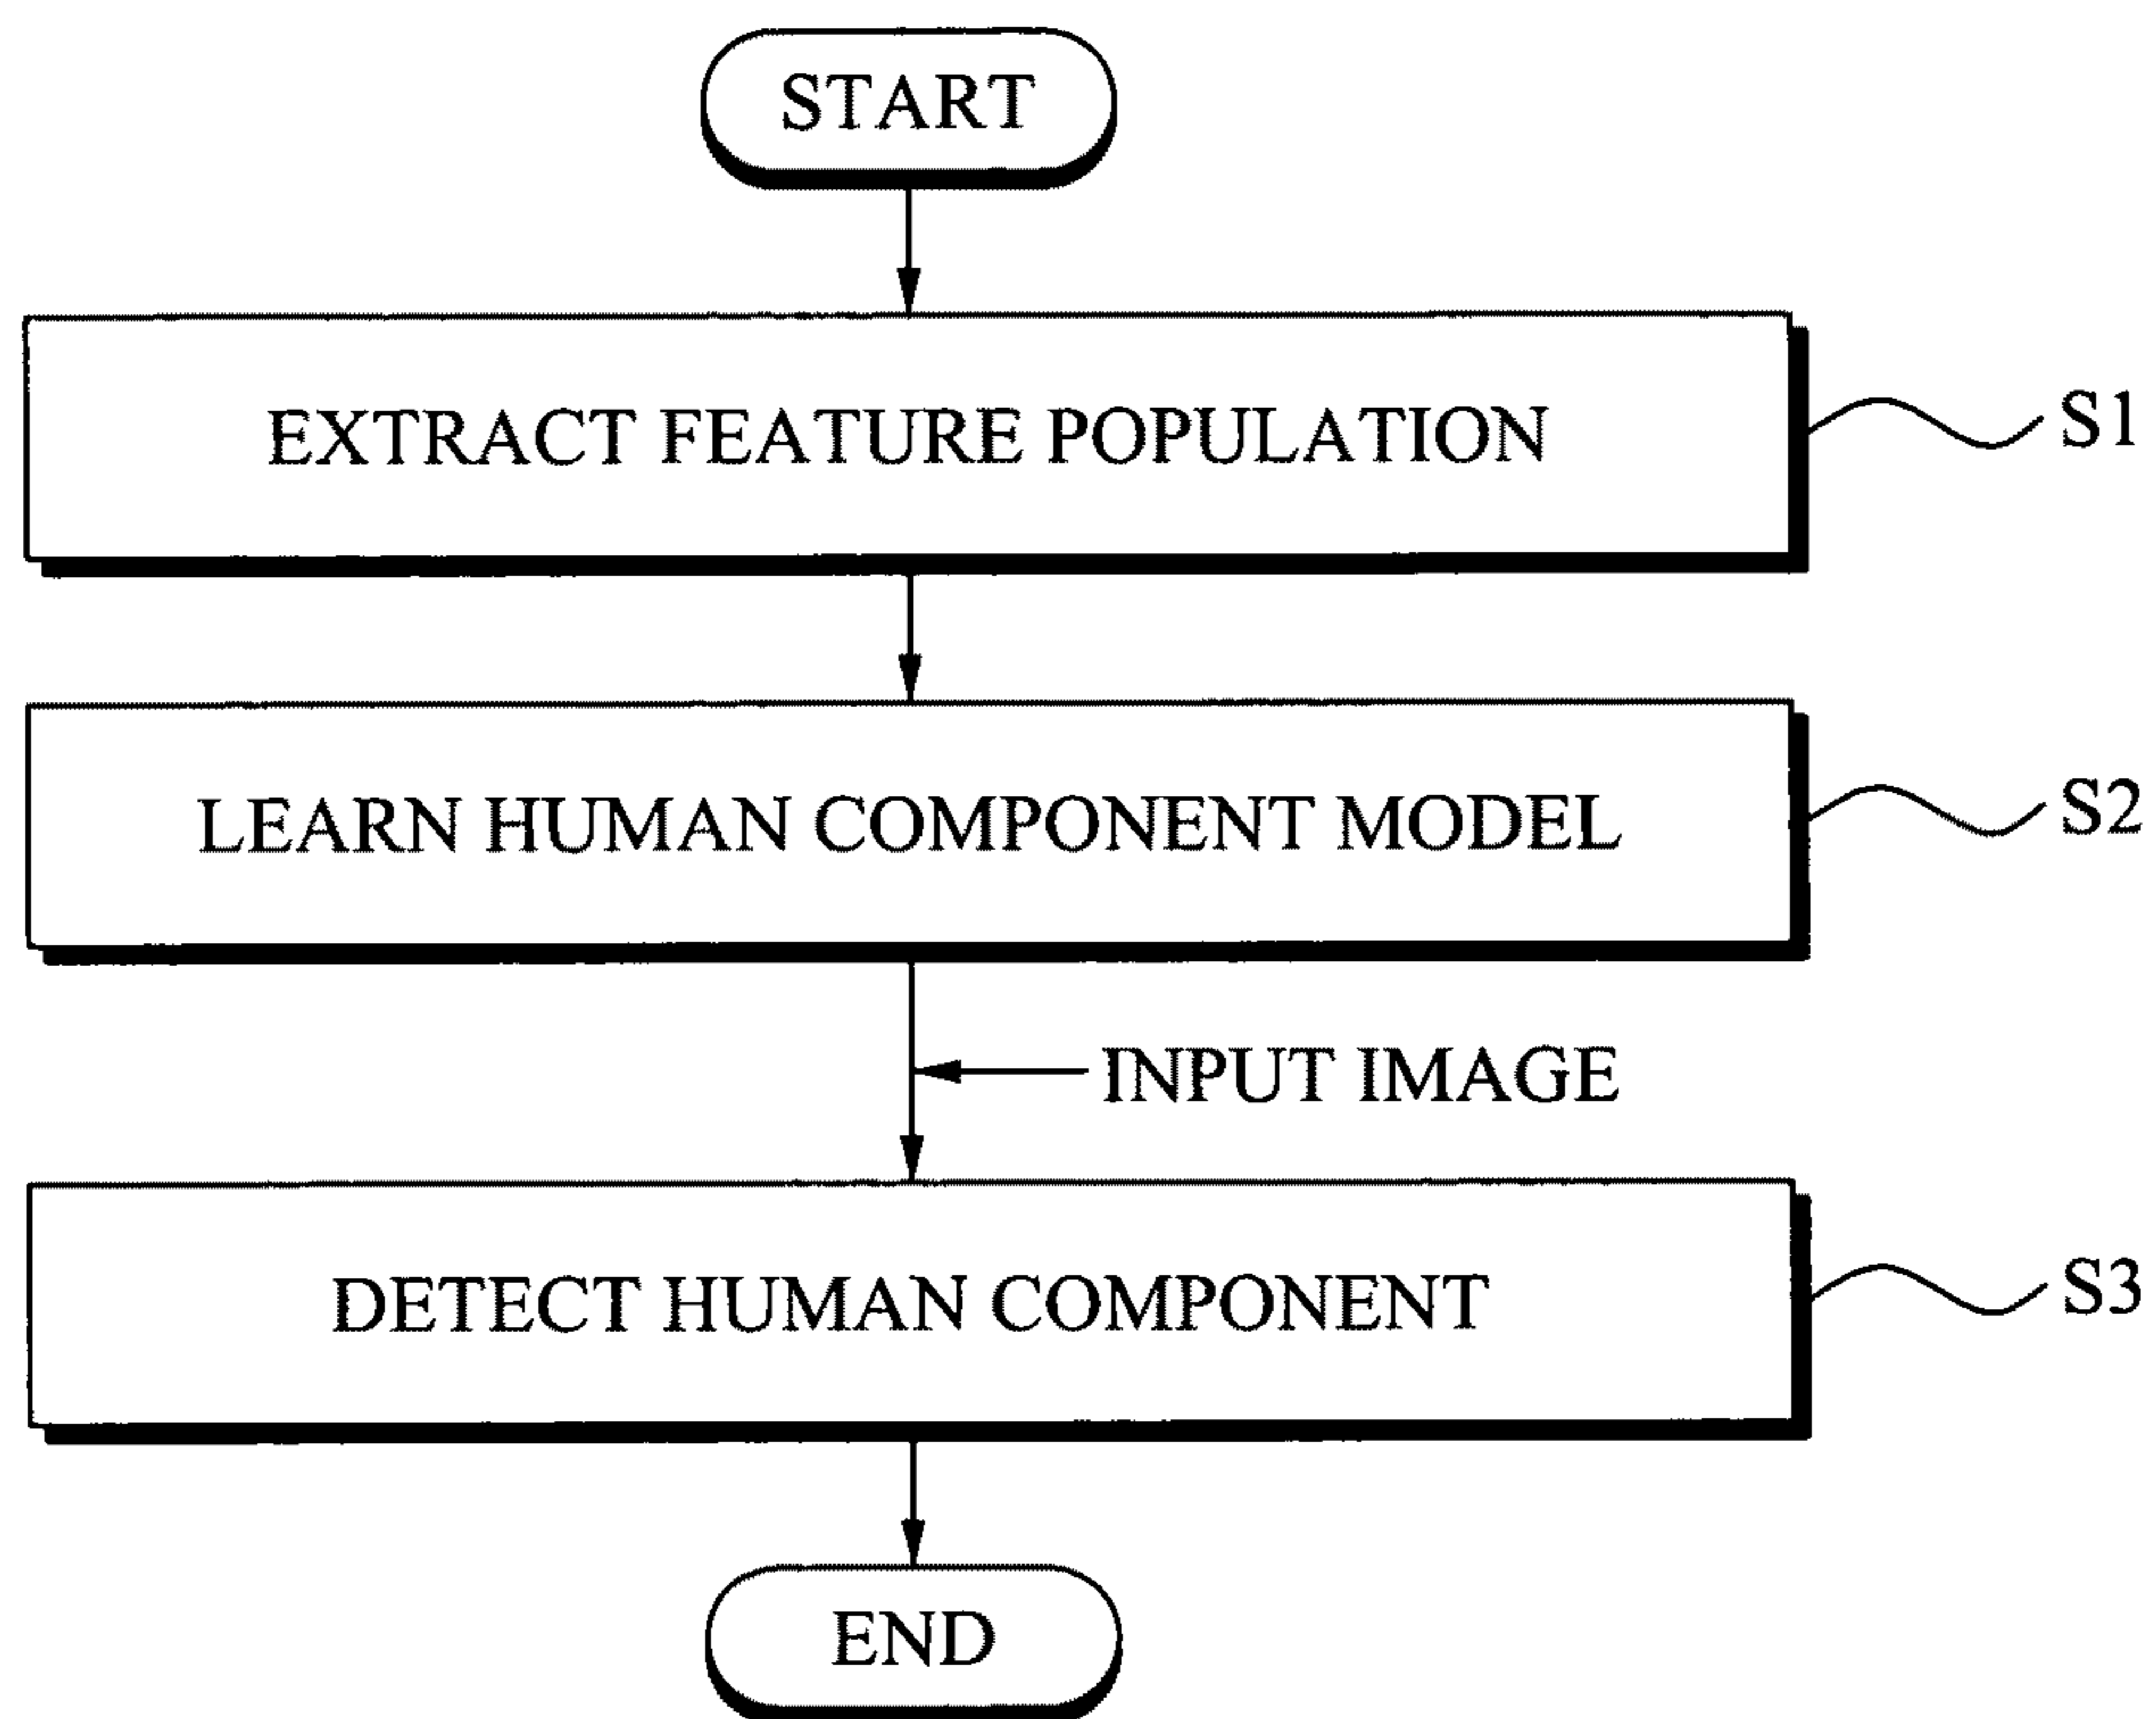 START
EXTRACT FEATURE POPULATION
S1
LEARN HUMAN COMPONENT MODEL
S2
INPUT IMAGE
DETECT HUMAN COMPONENT
S3
END